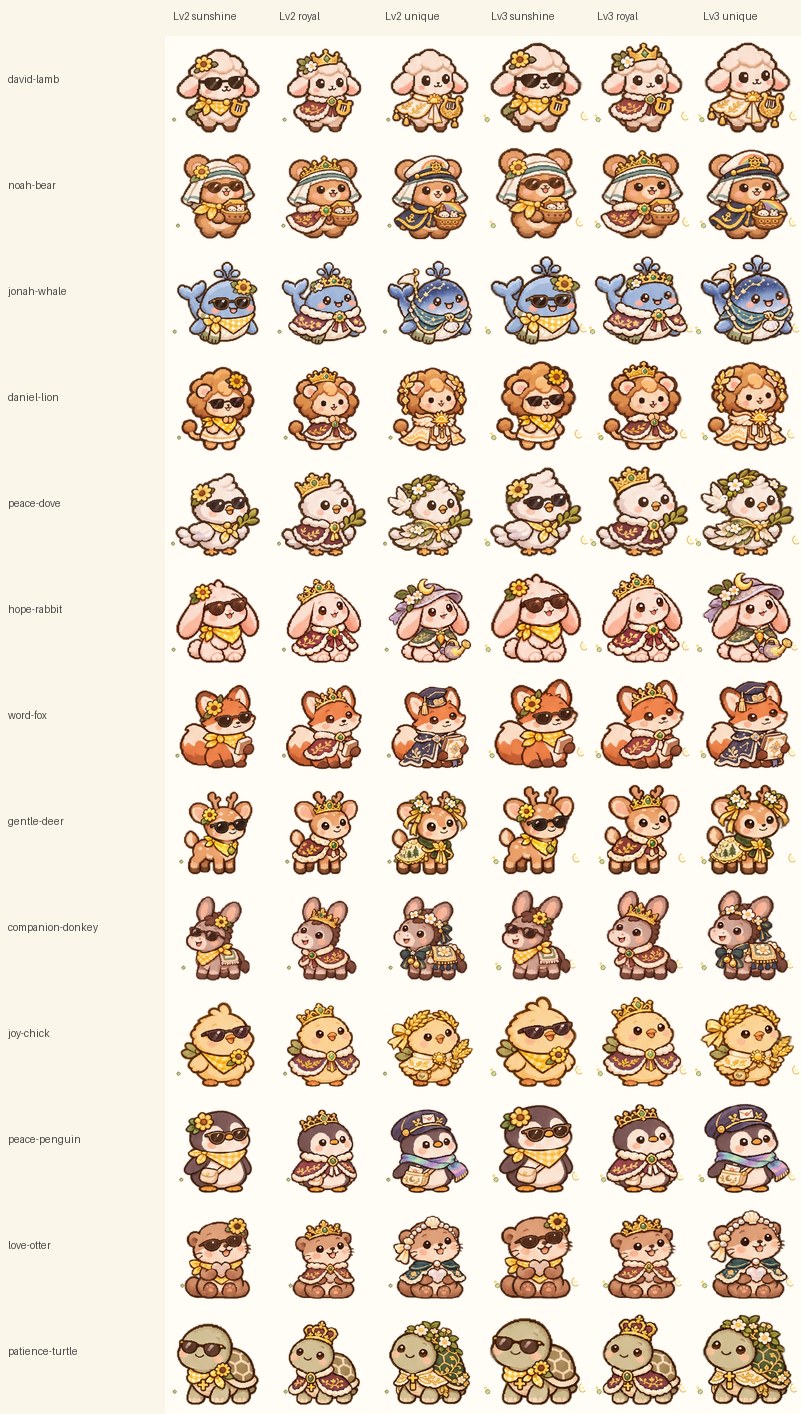 Lv2 sunshine Lv2 royal Lv2 unique Lv3 sunshine Lv3 royal Lv3 unique
david-lamb
noah-bear
jonah-whale
daniel-lion
peace-dove
hope-rabbit
word-fox
gentle-deer
companion-donkey
joy-chick
peace-penguin
love-otter
patience-turtle